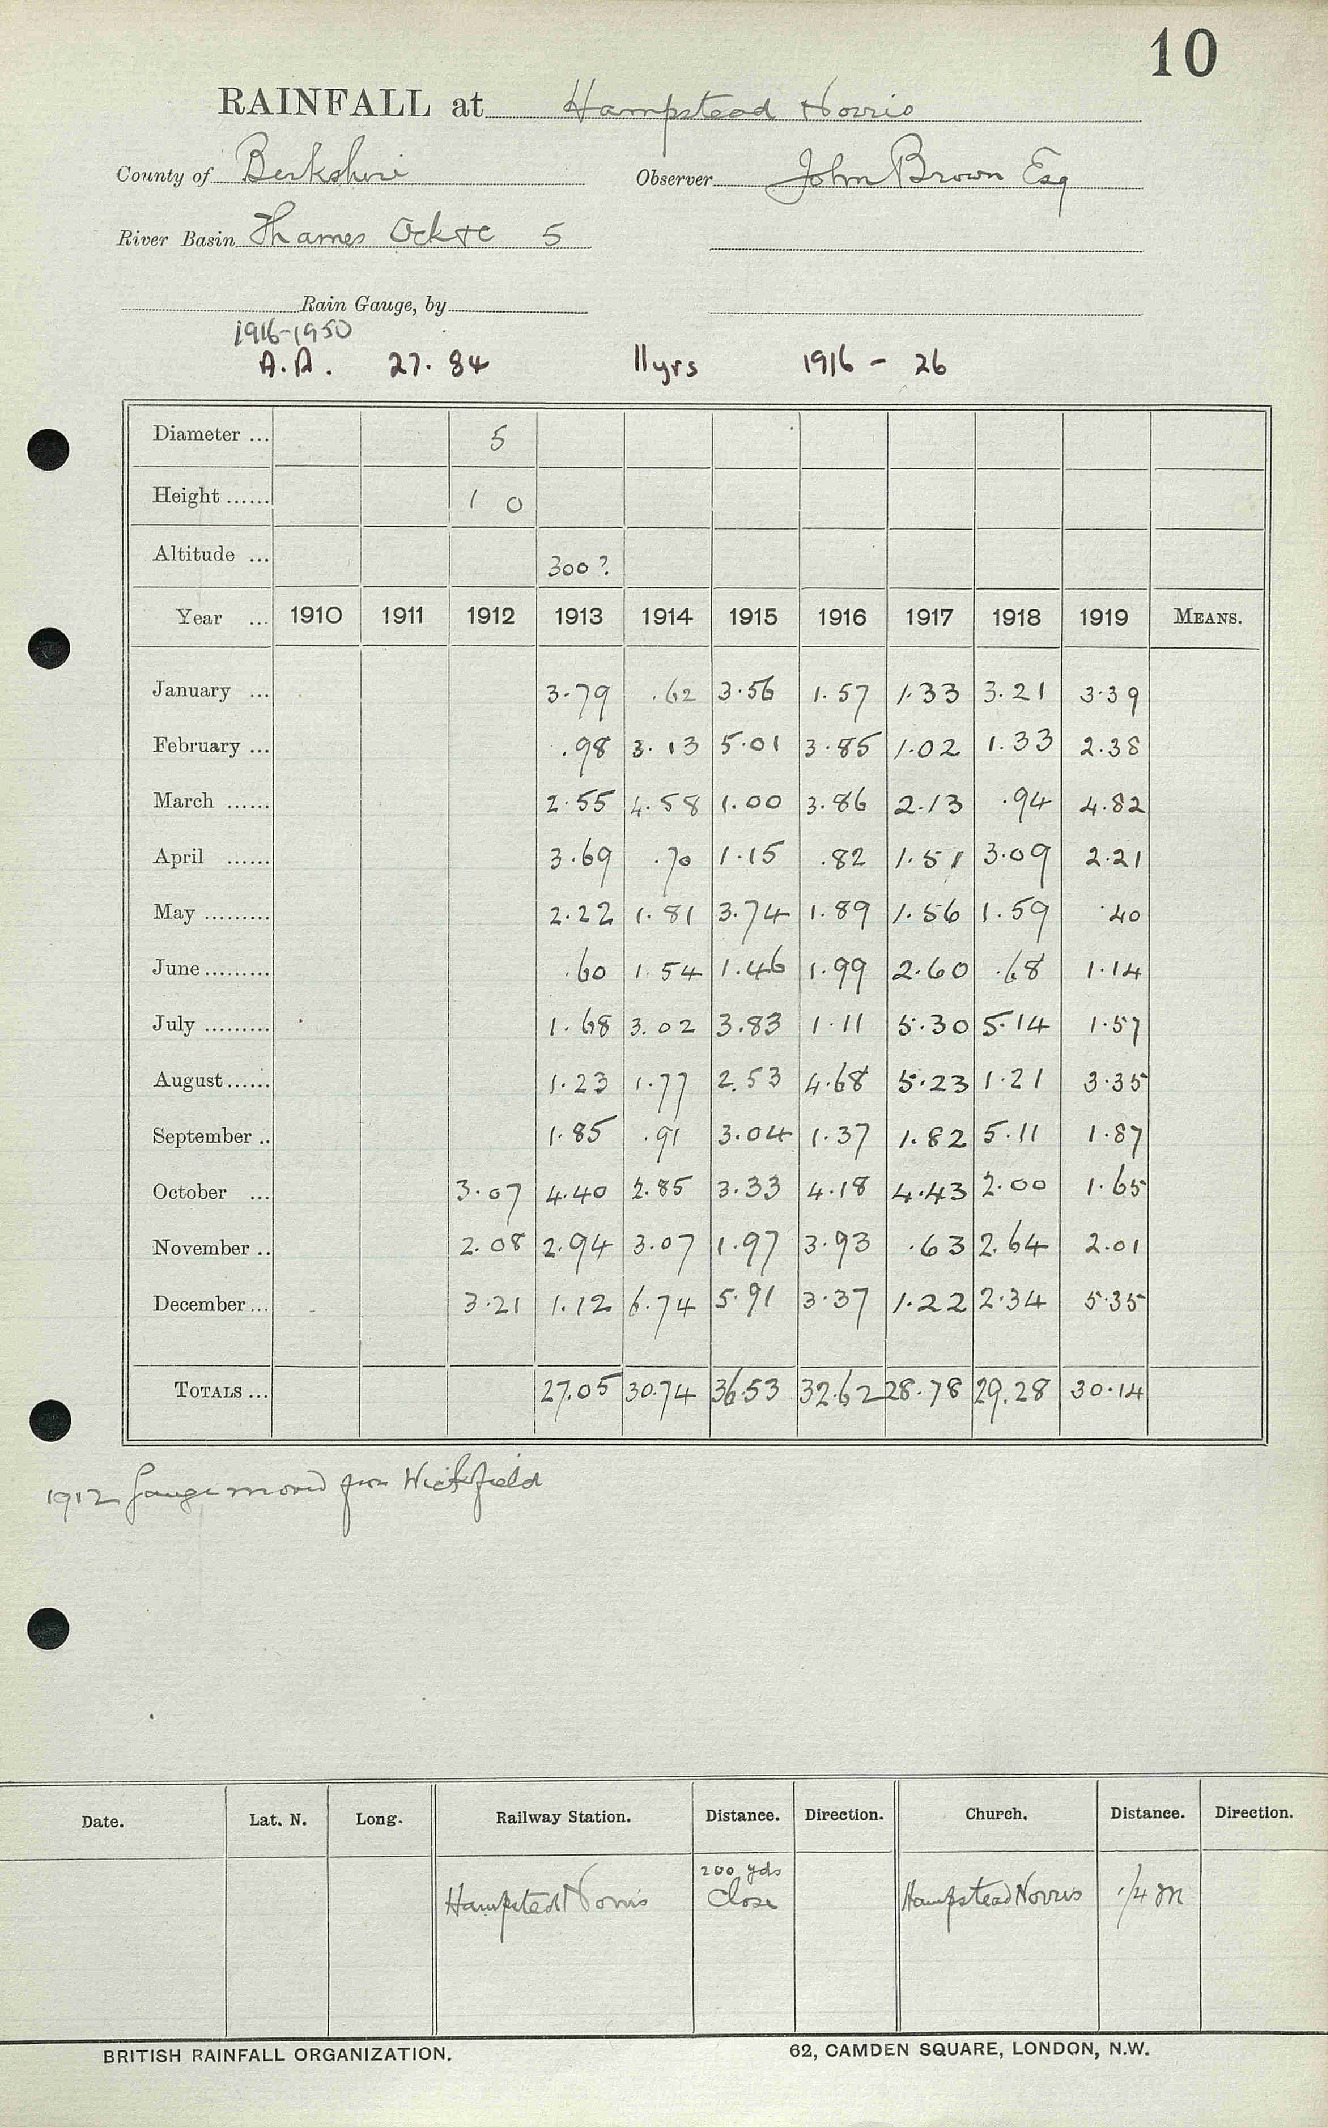 10
RAINFALL at Hampstead Norris
County of Berkshire Observer John Brown Esq
River Basin Thames Ock &c 5
Rain Gauge, by
1916-1950
A.A. 27.84 11 yrs 1916 - 26
Diameter ... 5
Height ...... 1 0
Altitude ... 300?
Year ... 1910 1911 1912 1913 1914 1915 1916 1917 1918 1919 MEANS.
January ... 3.79 .62 3.56 1.57 1.33 3.21 3.39
February ... .98 3.13 5.01 3.85 1.02 1.33 2.38
March ...... 2.55 4.58 1.00 3.86 2.13 .94 4.82
April ...... 3.69 .70 1.15 .82 1.51 3.09 2.21
May ......... 2.22 1.81 3.74 1.89 1.56 1.59 .40
June ......... .60 1.54 1.46 1.99 2.60 .68 1.14
July ......... 1.68 3.02 3.83 1.11 5.30 5.14 1.57
August ...... 1.23 1.77 2.53 4.68 5.23 1.21 3.35
September .. 1.85 .91 3.04 1.37 1.82 5.11 1.87
October ... 3.07 4.40 2.85 3.33 4.18 4.43 2.00 1.65
November .. 2.08 2.94 3.07 1.97 3.93 .63 2.64 2.01
December ... 3.21 1.12 6.74 5.91 3.37 1.22 2.34 5.35
TOTALS ... 27.05 30.74 36.53 32.62 28.78 29.28 30.14
1912 Gauge moved from Wickfield
Date. Lat. N. Long. Railway Station. Distance. Direction. Church. Distance. Direction.
200 yds
Hampstead Norris Close Hampstead Norris 1/4 m
BRITISH RAINFALL ORGANIZATION. 62, CAMDEN SQUARE, LONDON, N.W.